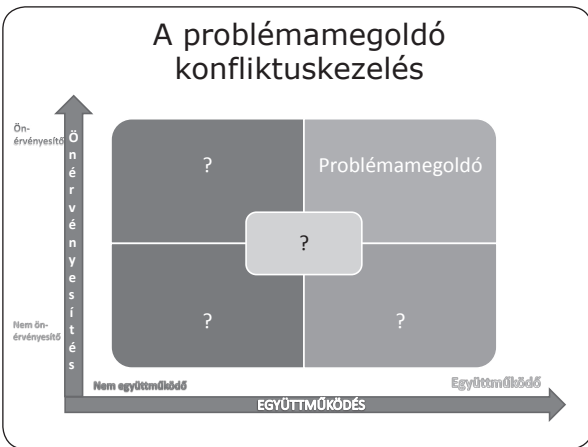 A problémamegoldó
konfliktuskezelés
Ön-
érvényesítő
Önérvényesítés
?
Problémamegoldó
?
?
?
Nem ön-
érvényesítő
Nem együttműködő
Együttműködő
EGYÜTTMŰKÖDÉS